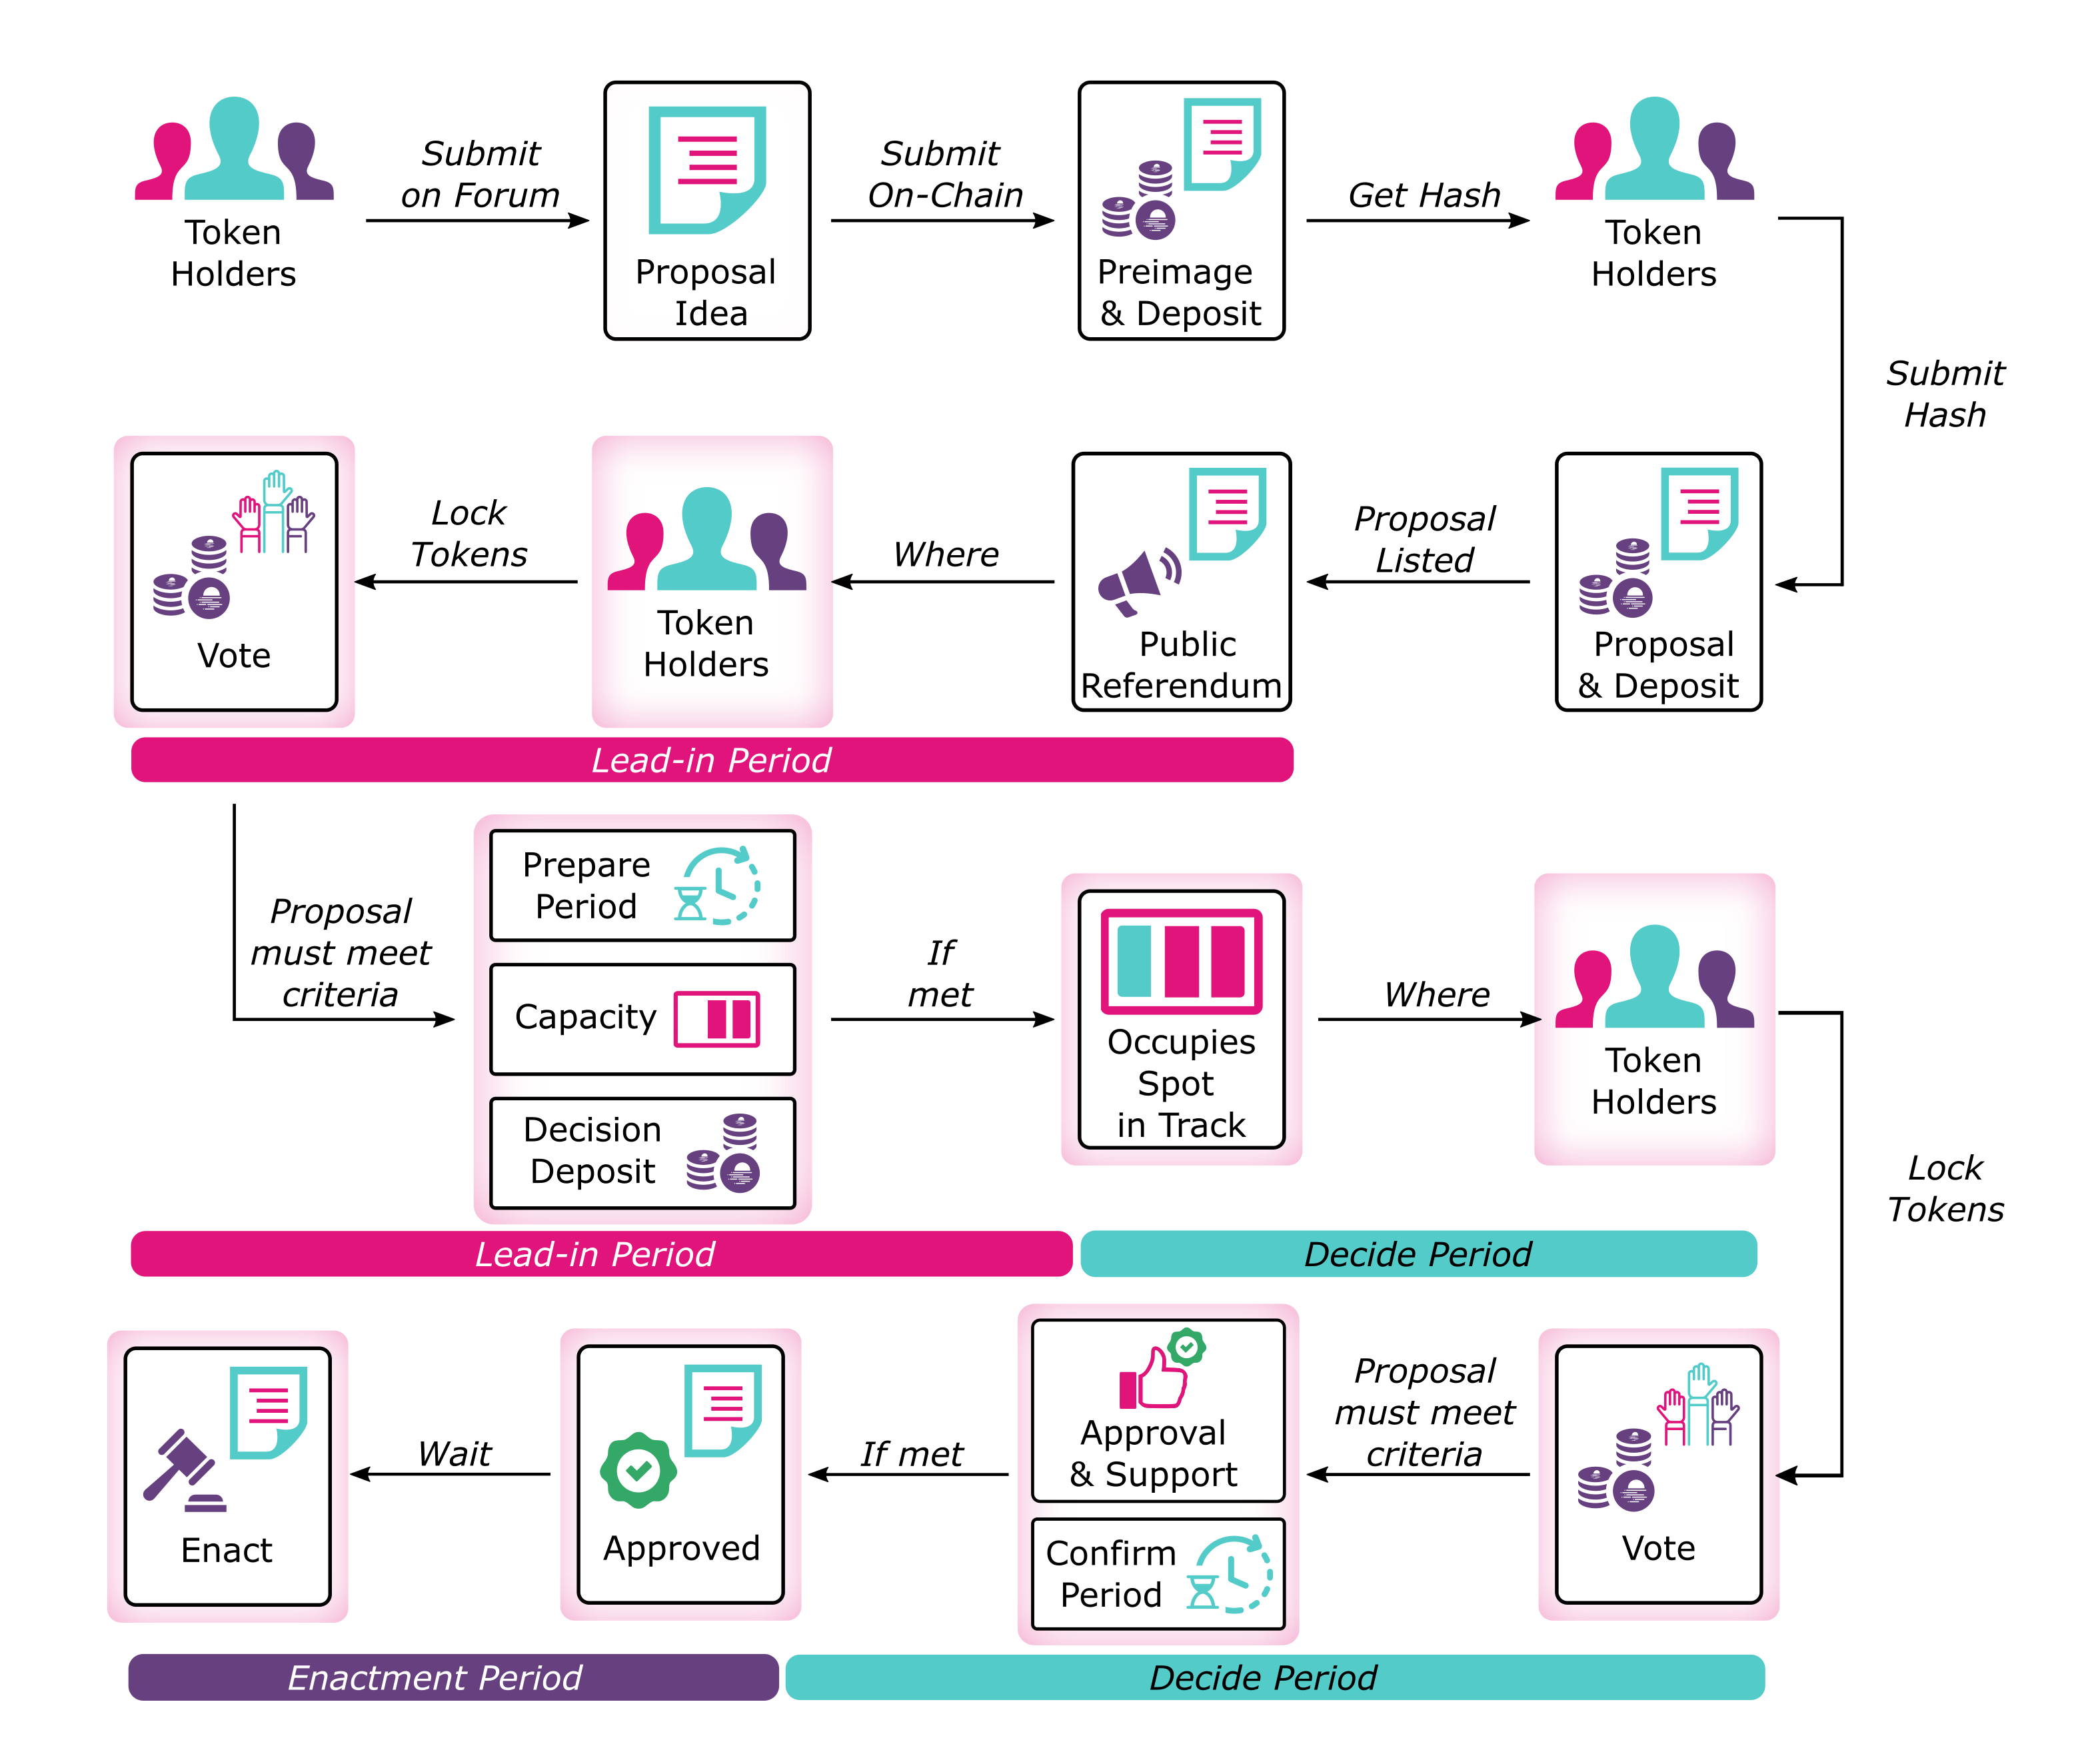 Token
Holders
Submit
on Forum
Proposal
Idea
Submit
On-Chain
Preimage
& Deposit
Get Hash
Token
Holders
Submit
Hash
Proposal
& Deposit
Proposal
Listed
Public
Referendum
Where
Token
Holders
Lock
Tokens
Vote
Lead-in Period
Proposal
must meet
criteria
Prepare
Period
Capacity
Decision
Deposit
If
met
Occupies
Spot
in Track
Where
Token
Holders
Lock
Tokens
Lead-in Period
Decide Period
Vote
Proposal
must meet
criteria
Approval
& Support
Confirm
Period
If met
Approved
Wait
Enact
Enactment Period
Decide Period